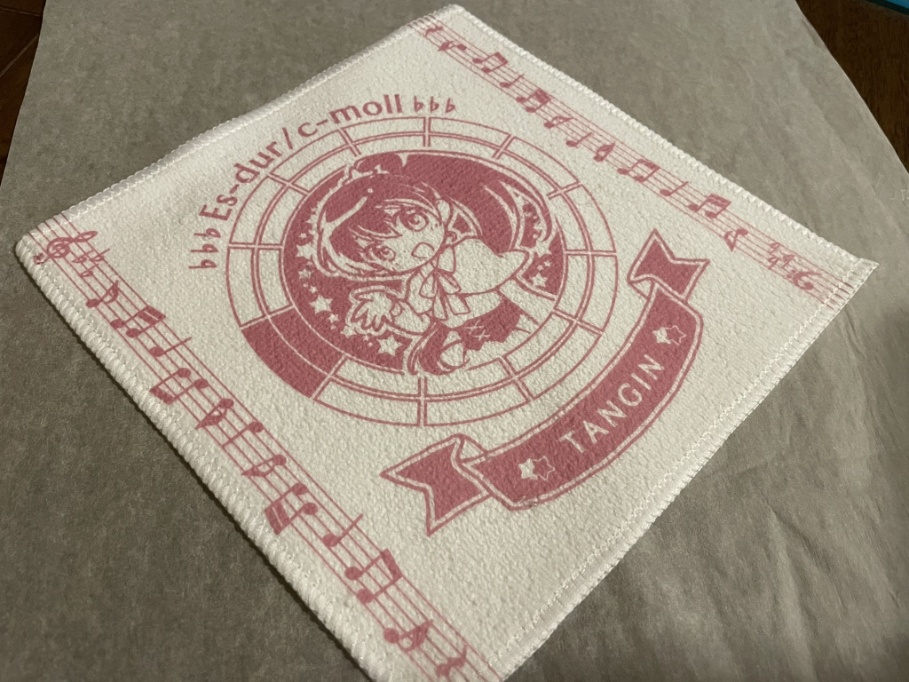 ♭♭♭ Es-dur/c-moll ♭♭♭
TANGIN